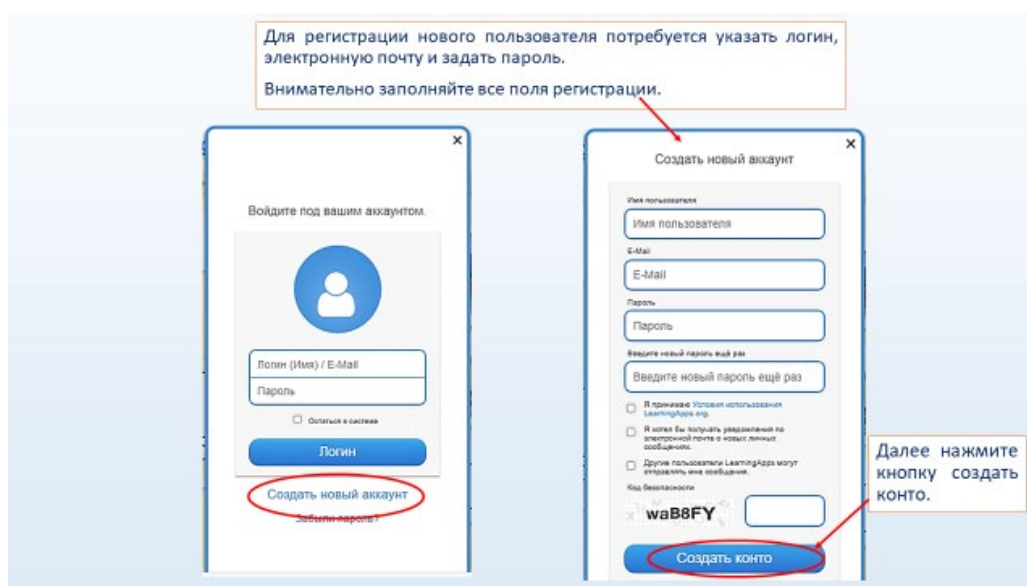 Для регистрации нового пользователя потребуется указать логин,
электронную почту и задать пароль.
Внимательно заполняйте все поля регистрации.
Войдите под вашим аккаунтом.
Логин (Имя) / E-Mail
Пароль
Остаться в системе
Логин
Создать новый аккаунт
Забыли пароль?
Создать новый аккаунт
Имя пользователя
Имя пользователя
E-Mail
E-Mail
Пароль
Пароль
Введите новый пароль ещё раз
Введите новый пароль ещё раз
Я принимаю Условия использования
LearningApps.org.
Я хотел бы получать уведомления по
электронной почте о новых личных
сообщениях.
Другие пользователи LearningApps могут
отправлять мне сообщения.
Код безопасности
waB8FY
Создать конто
Далее нажмите
кнопку создать
конто.